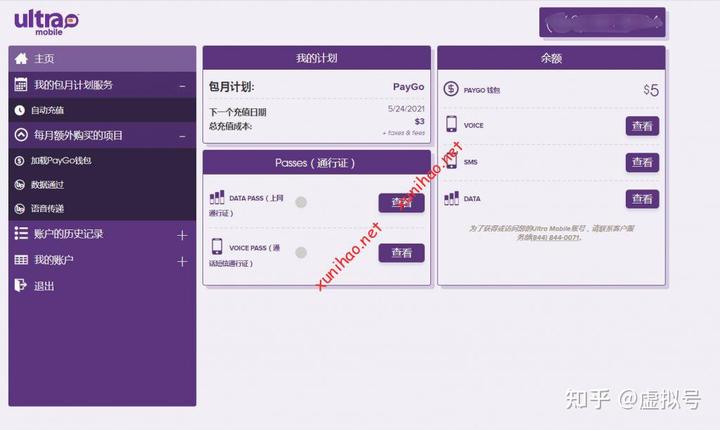 ultra
mobile
主页
我的包月计划服务
自动充值
每月额外购买的项目
加载PayGo钱包
数据通过
语音传递
账户的历史记录
我的账户
退出
我的计划
包月计划: PayGo
下一个充值日期 5/24/2021
总充值成本: $3
+ taxes & fees
Passes（通行证）
DATA PASS（上网
通行证） 查看
VOICE PASS（通
话短信通行证） 查看
余额
PAYGO 钱包 $5
VOICE 查看
SMS 查看
DATA 查看
为了获得或访问您的Ultra Mobile账号，请联系客户服
务部(844) 844-0071。
xunihao.net
xunihao.net
知乎 @虚拟号